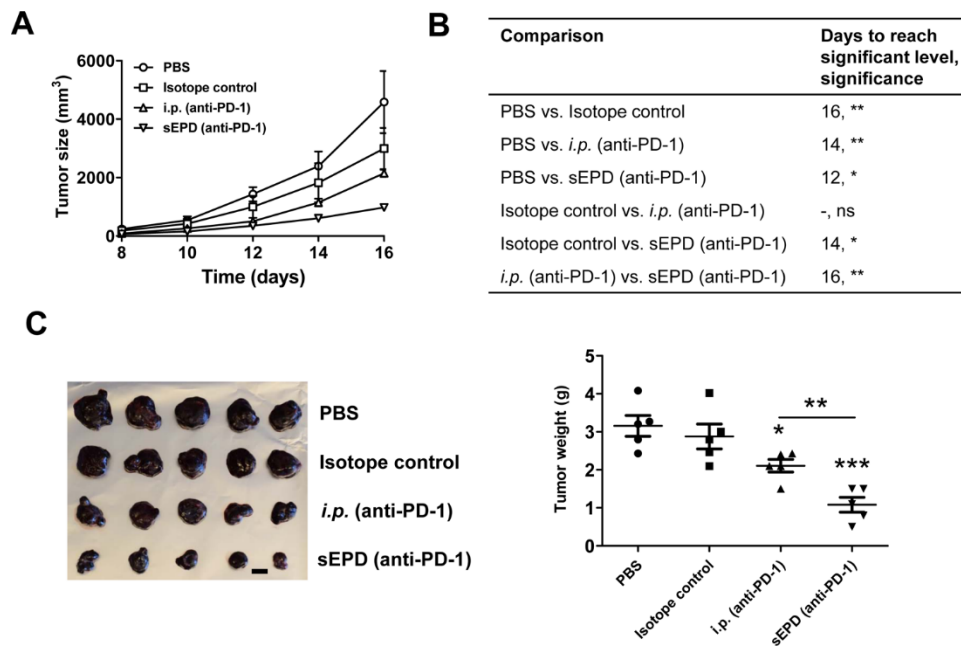 A
Tumor size (mm³)
6000
4000
2000
0
PBS
Isotope control
i.p. (anti-PD-1)
sEPD (anti-PD-1)
8 10 12 14 16
Time (days)
B
Comparison Days to reach
significant level,
significance
PBS vs. Isotope control 16, **
PBS vs. i.p. (anti-PD-1) 14, **
PBS vs. sEPD (anti-PD-1) 12, *
Isotope control vs. i.p. (anti-PD-1) -, ns
Isotope control vs. sEPD (anti-PD-1) 14, *
i.p. (anti-PD-1) vs. sEPD (anti-PD-1) 16, **
C
PBS
Isotope control
i.p. (anti-PD-1)
sEPD (anti-PD-1)
Tumor weight (g)
5
4
3
2
1
0
**
*
***
PBS
Isotope control
i.p. (anti-PD-1)
sEPD (anti-PD-1)